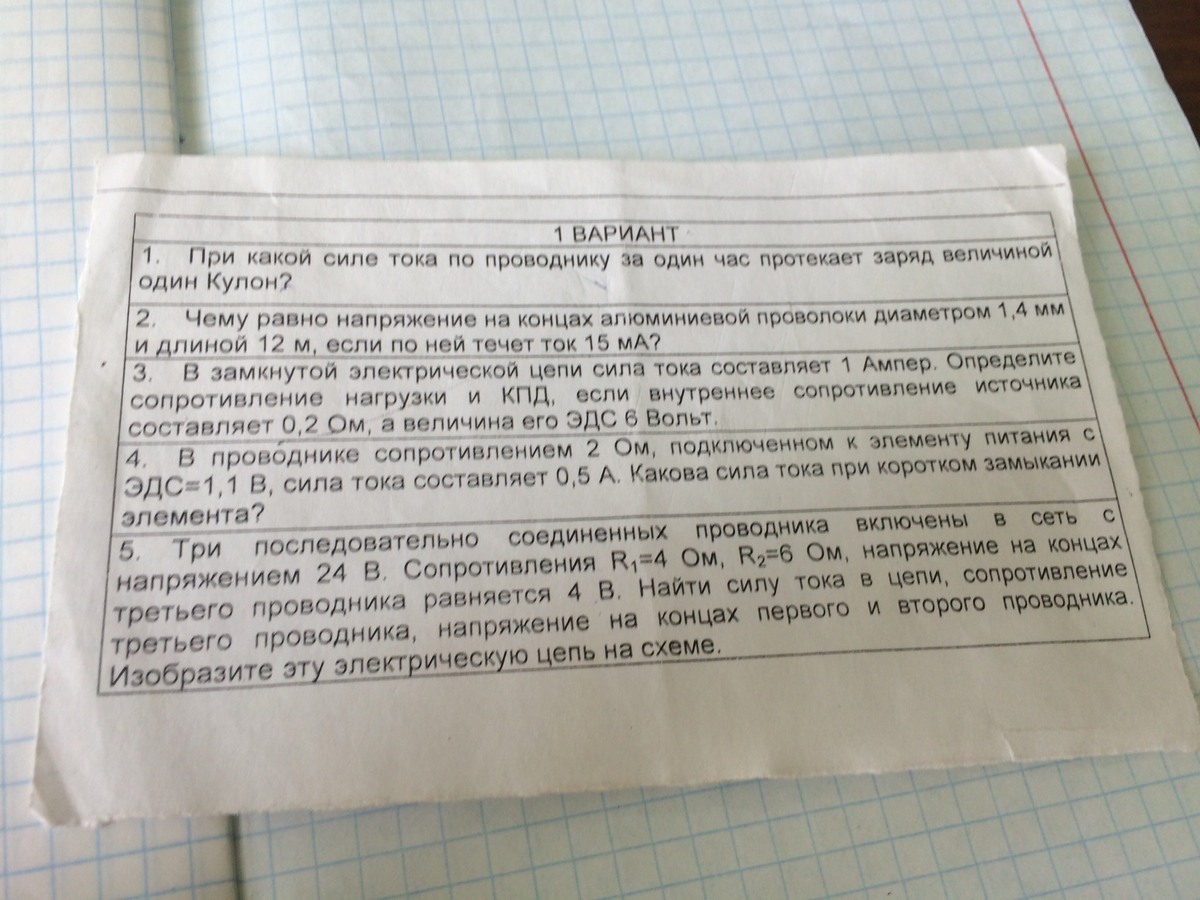 1 ВАРИАНТ
1. При какой силе тока по проводнику за один час протекает заряд величиной
один Кулон?
2. Чему равно напряжение на концах алюминиевой проволоки диаметром 1,4 мм
и длиной 12 м, если по ней течет ток 15 мА?
3. В замкнутой электрической цепи сила тока составляет 1 Ампер. Определите
сопротивление нагрузки и КПД, если внутреннее сопротивление источника
составляет 0,2 Ом, а величина его ЭДС 6 Вольт.
4. В проводнике сопротивлением 2 Ом, подключенном к элементу питания с
ЭДС=1,1 В, сила тока составляет 0,5 А. Какова сила тока при коротком замыкании
элемента?
5. Три последовательно соединенных проводника включены в сеть с
напряжением 24 В. Сопротивления R₁=4 Ом, R₂=6 Ом, напряжение на концах
третьего проводника равняется 4 В. Найти силу тока в цепи, сопротивление
третьего проводника, напряжение на концах первого и второго проводника.
Изобразите эту электрическую цепь на схеме.